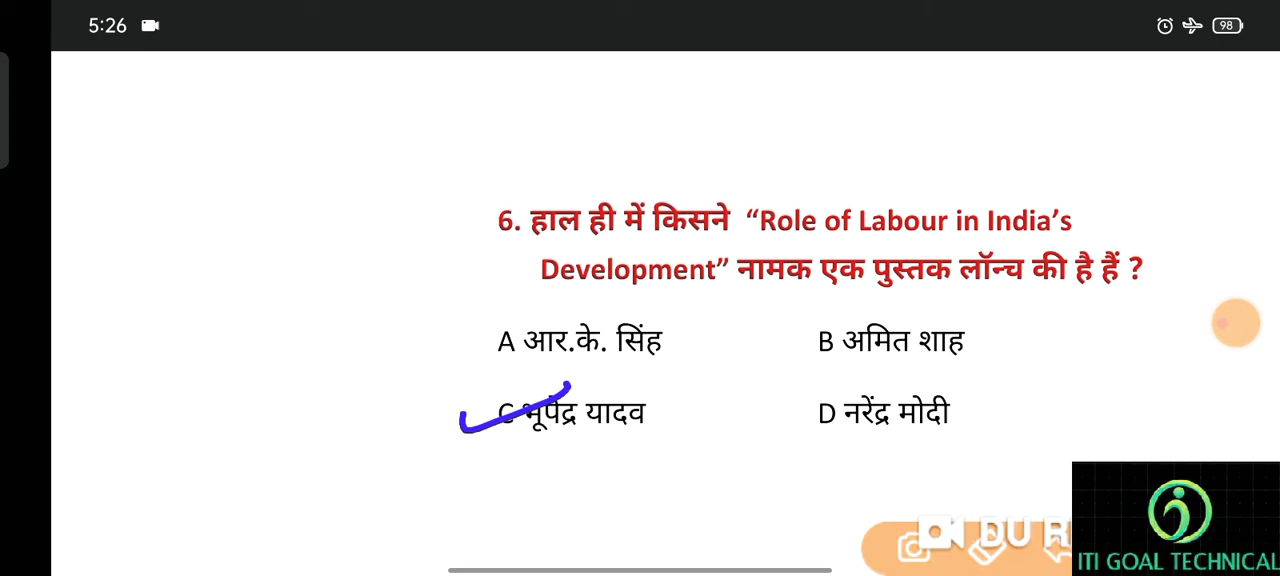 5:26
98
6. हाल ही में किसने “Role of Labour in India’s
Development” नामक एक पुस्तक लॉन्च की है हैं ?
A आर.के. सिंह B अमित शाह
C भूपेंद्र यादव D नरेंद्र मोदी
DU R
ITI GOAL TECHNICAL